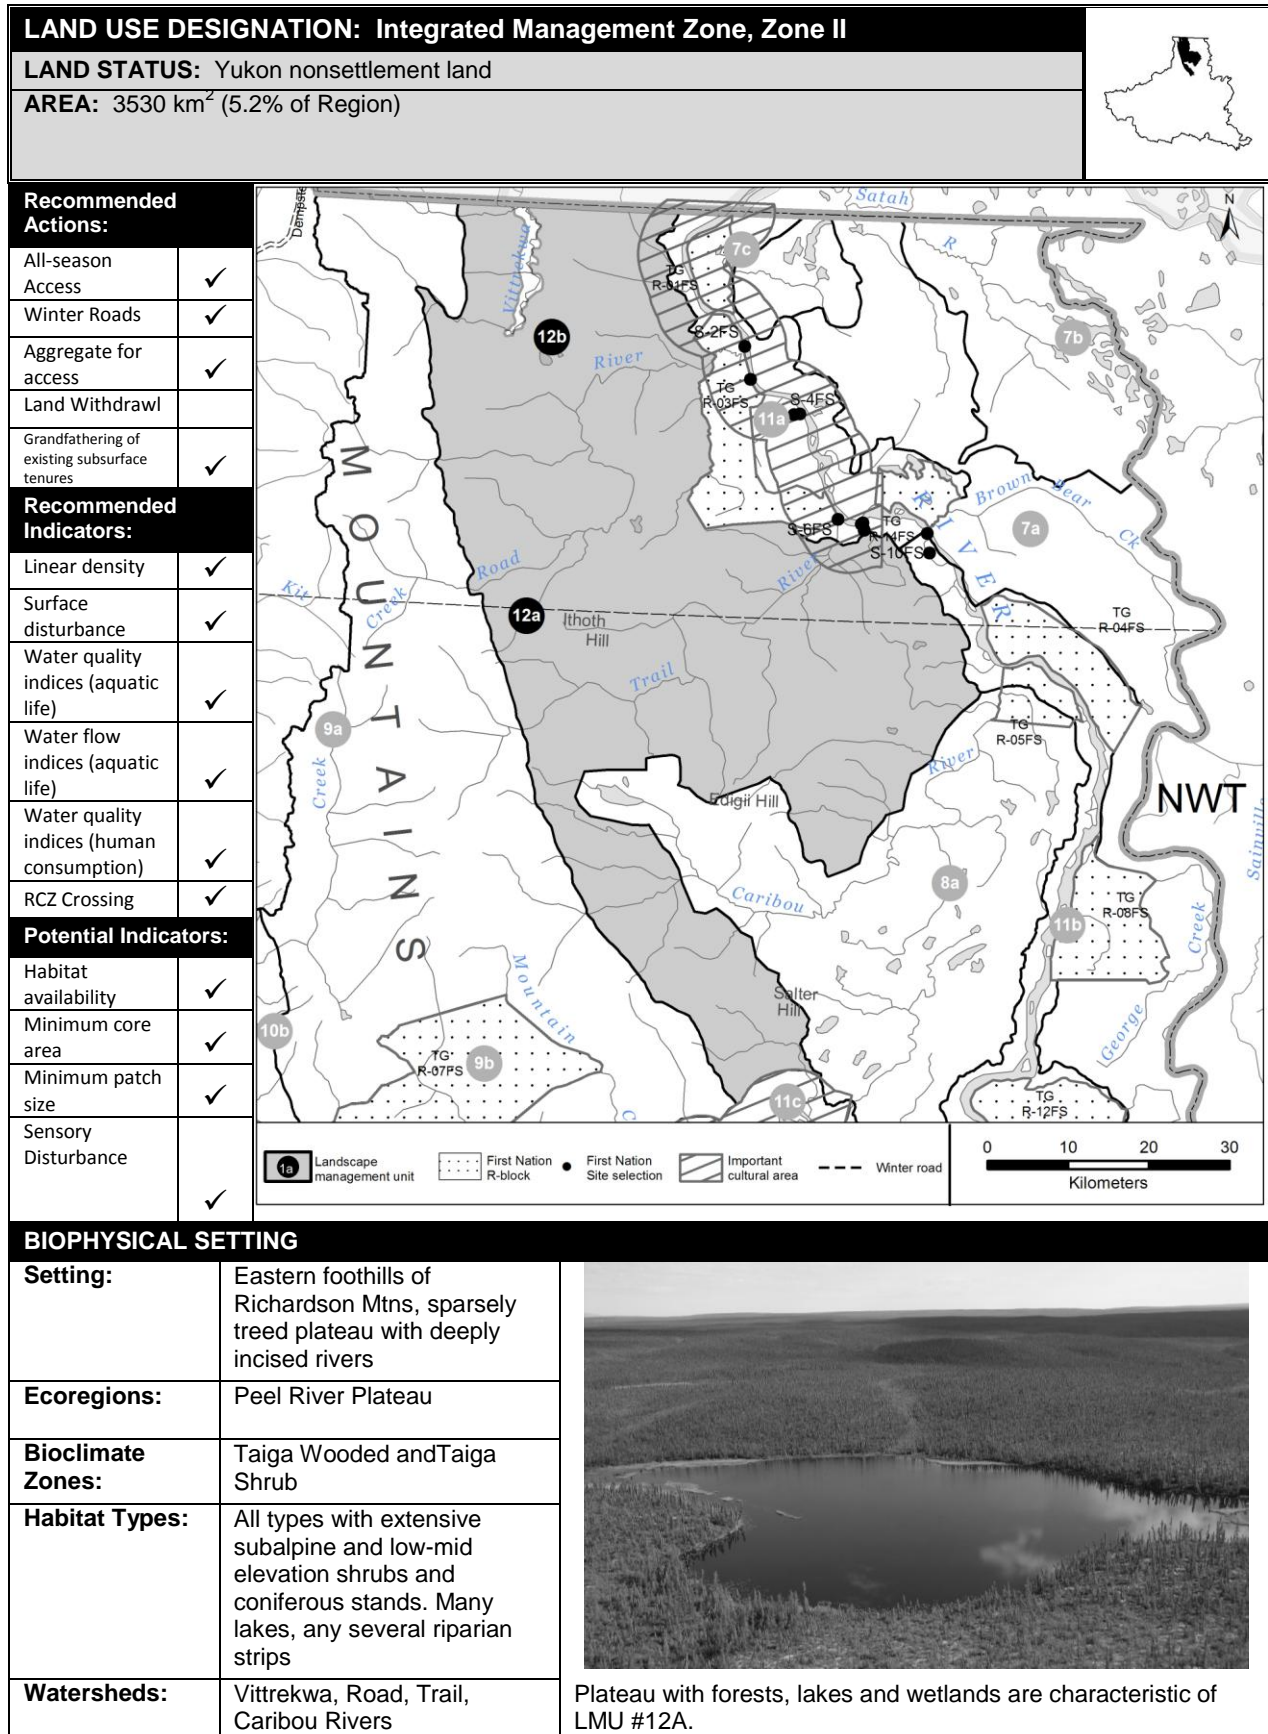 LAND USE DESIGNATION: Integrated Management Zone, Zone II
LAND STATUS: Yukon nonsettlement land
AREA: 3530 km2 (5.2% of Region)
Recommended
Actions:
All-season
Access
✓
Winter Roads
✓
Aggregate for
access
✓
Land Withdrawl
Grandfathering of
existing subsurface
tenures
✓
Recommended
Indicators:
Linear density
✓
Surface
disturbance
✓
Water quality
indices (aquatic
life)
✓
Water flow
indices (aquatic
life)
✓
Water quality
indices (human
consumption)
✓
RCZ Crossing
✓
Potential Indicators:
Habitat
availability
✓
Minimum core
area
✓
Minimum patch
size
✓
Sensory
Disturbance
✓
Dempste
Vittrekwa
Satah
R
N
7c
TG
R-01FS
12b
River
S-2FS
7b
TG
R-03FS
S-4FS
11a
MOUNTAINS
RIVER
Brown Bear Ck
7a
TG
R-14FS
S-6FS
S-10FS
Road
River
Kit
Creek
12a
Ithoth
Hill
TG
R-04FS
Trail
9a
Creek
TG
R-05FS
River
Edigii Hill
NWT
Sainville
Caribou
8a
TG
R-08FS
11b
Creek
Mountain
C
Salter
Hill
George
10b
TG
R-07FS
9b
11c
TG
R-12FS
1a
Landscape
management unit
First Nation
R-block
First Nation
Site selection
Important
cultural area
Winter road
0 10 20 30
Kilometers
BIOPHYSICAL SETTING
Setting:
Eastern foothills of
Richardson Mtns, sparsely
treed plateau with deeply
incised rivers
Ecoregions:
Peel River Plateau
Bioclimate
Zones:
Taiga Wooded andTaiga
Shrub
Habitat Types:
All types with extensive
subalpine and low-mid
elevation shrubs and
coniferous stands. Many
lakes, any several riparian
strips
Watersheds:
Vittrekwa, Road, Trail,
Caribou Rivers
Plateau with forests, lakes and wetlands are characteristic of
LMU #12A.